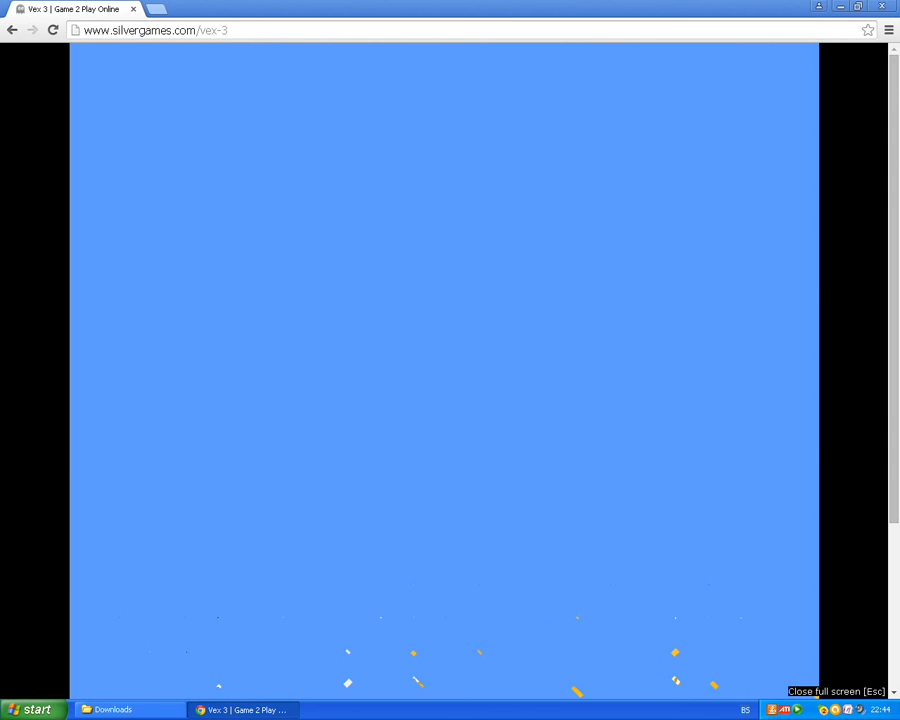 Vex 3 | Game 2 Play Online
www.silvergames.com/vex-3
Close full screen [Esc]
start
Downloads
Vex 3 | Game 2 Play ...
BS
ATI
22:44